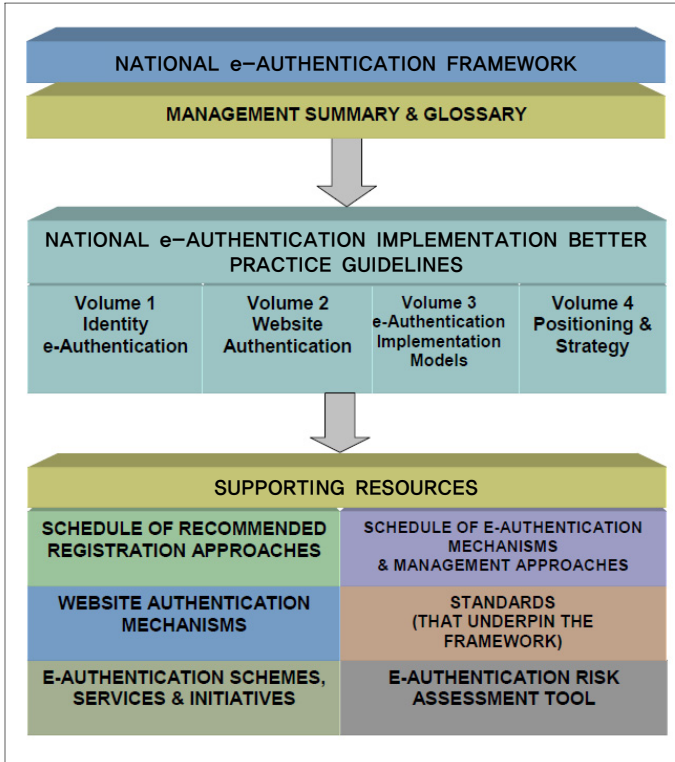 NATIONAL e–AUTHENTICATION FRAMEWORK
MANAGEMENT SUMMARY & GLOSSARY
NATIONAL e–AUTHENTICATION IMPLEMENTATION BETTER
PRACTICE GUIDELINES
Volume 1
Identity
e-Authentication
Volume 2
Website
Authentication
Volume 3
e-Authentication
Implementation
Models
Volume 4
Positioning &
Strategy
SUPPORTING RESOURCES
SCHEDULE OF RECOMMENDED
REGISTRATION APPROACHES
SCHEDULE OF E-AUTHENTICATION
MECHANISMS
& MANAGEMENT APPROACHES
WEBSITE AUTHENTICATION
MECHANISMS
STANDARDS
(THAT UNDERPIN THE
FRAMEWORK)
E-AUTHENTICATION SCHEMES,
SERVICES & INITIATIVES
E-AUTHENTICATION RISK
ASSESSMENT TOOL